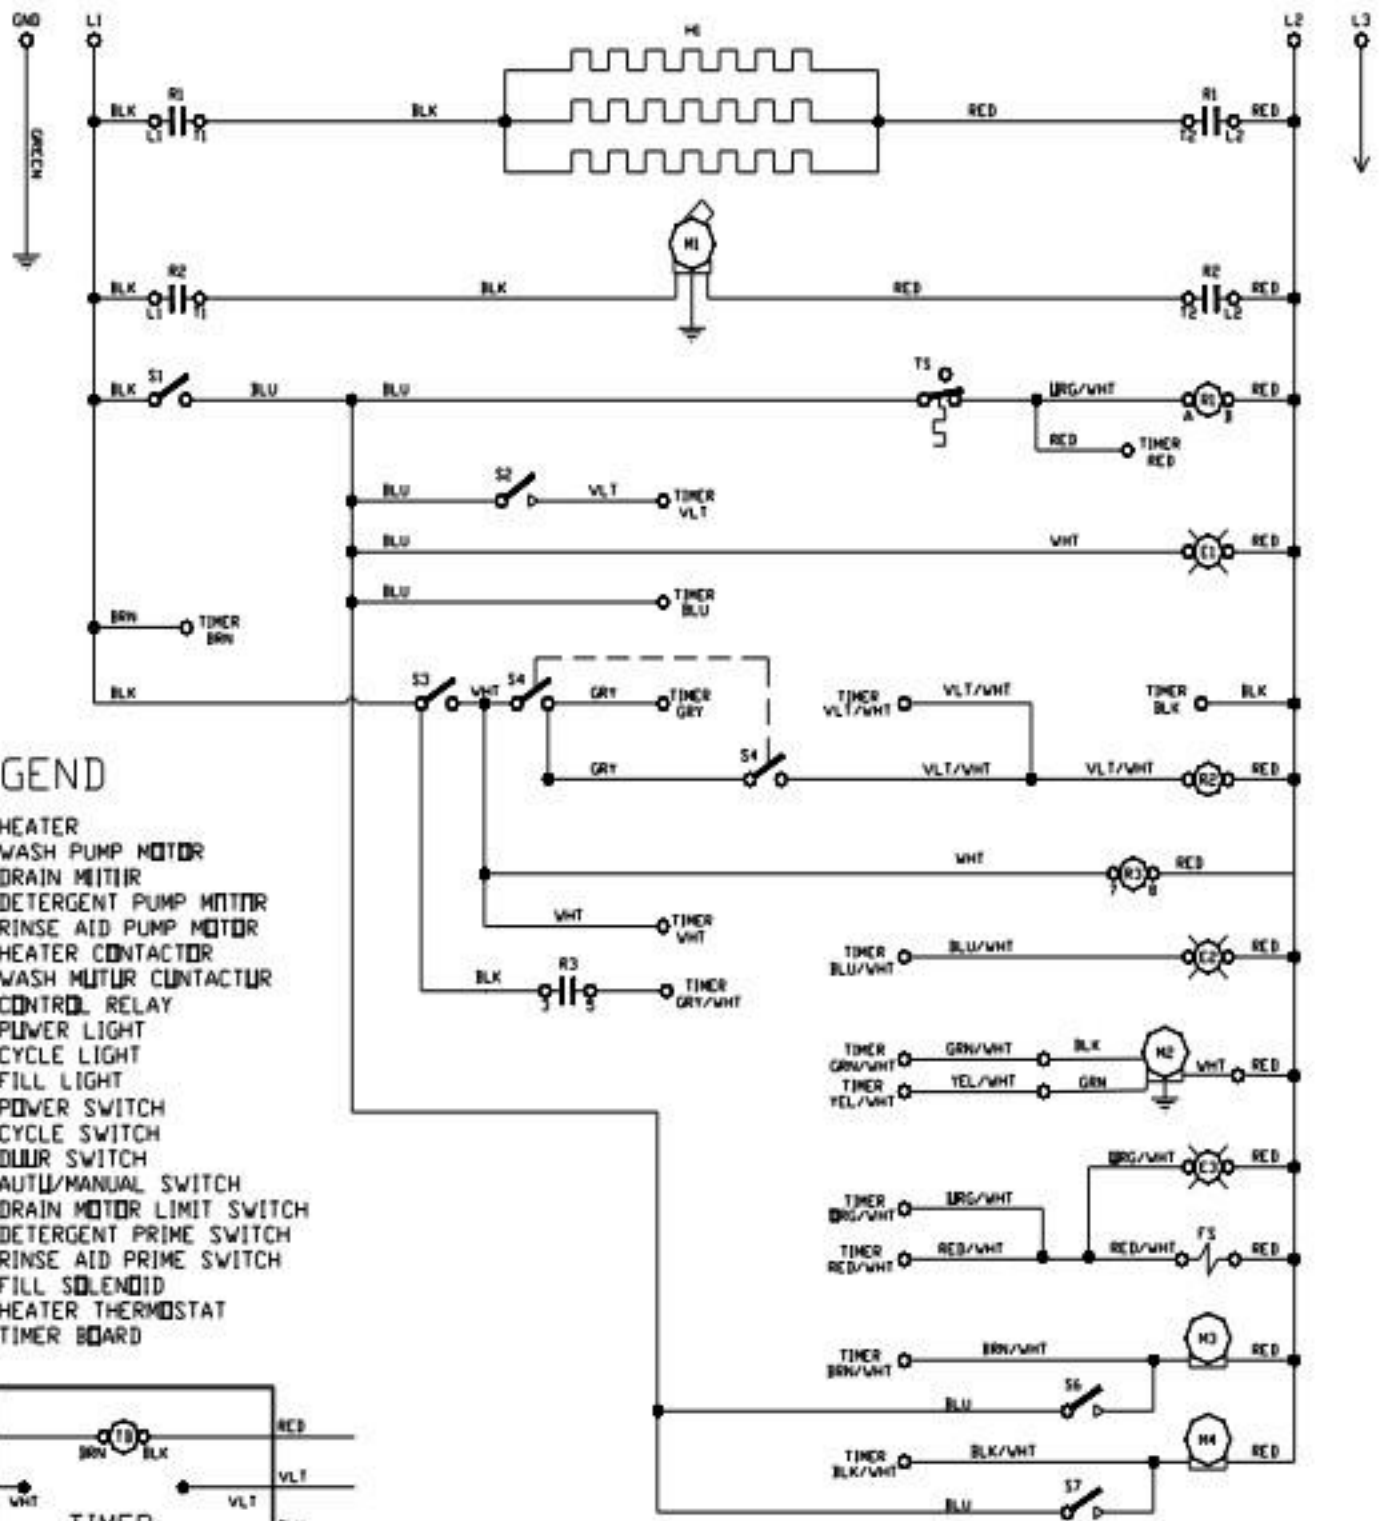 GND L1 H1 L2 L3
BLK R1 BLK RED R1 RED
L1 T1 T2 L2
GREEN
M1
BLK R2 BLK RED R2 RED
L1 T1 T2 L2
BLK S1 BLU BLU TS ORG/WHT R1 RED
A B
RED TIMER
RED
BLU S2 VLT TIMER
VLT
BLU WHT E1 RED
BLU TIMER
BLU
BRN TIMER
BRN
BLK S3 WHT S4 GRY TIMER
GRY
TIMER
VLT/WHT VLT/WHT
TIMER
BLK BLK
GRY S4 VLT/WHT VLT/WHT R2 RED
WHT R3 RED
7 8
WHT TIMER
WHT
TIMER
BLU/WHT BLU/WHT E2 RED
BLK R3 TIMER
GRY/WHT
3 5
TIMER
GRN/WHT GRN/WHT BLK M2 WHT RED
TIMER
YEL/WHT YEL/WHT GRN
ORG/WHT E3 RED
TIMER
ORG/WHT ORG/WHT
TIMER
RED/WHT RED/WHT RED/WHT FS RED
TIMER
BRN/WHT BRN/WHT M3 RED
BLU S6
TIMER
BLK/WHT BLK/WHT M4 RED
BLU S7
GEND
HEATER
WASH PUMP MOTOR
DRAIN MOTOR
DETERGENT PUMP MOTOR
RINSE AID PUMP MOTOR
HEATER CONTACTOR
WASH MOTOR CONTACTOR
CONTROL RELAY
POWER LIGHT
CYCLE LIGHT
FILL LIGHT
POWER SWITCH
CYCLE SWITCH
DOOR SWITCH
AUTO/MANUAL SWITCH
DRAIN MOTOR LIMIT SWITCH
DETERGENT PRIME SWITCH
RINSE AID PRIME SWITCH
FILL SOLENOID
HEATER THERMOSTAT
TIMER BOARD
BRN TB BLK RED
WHT VLT VLT
TIMER